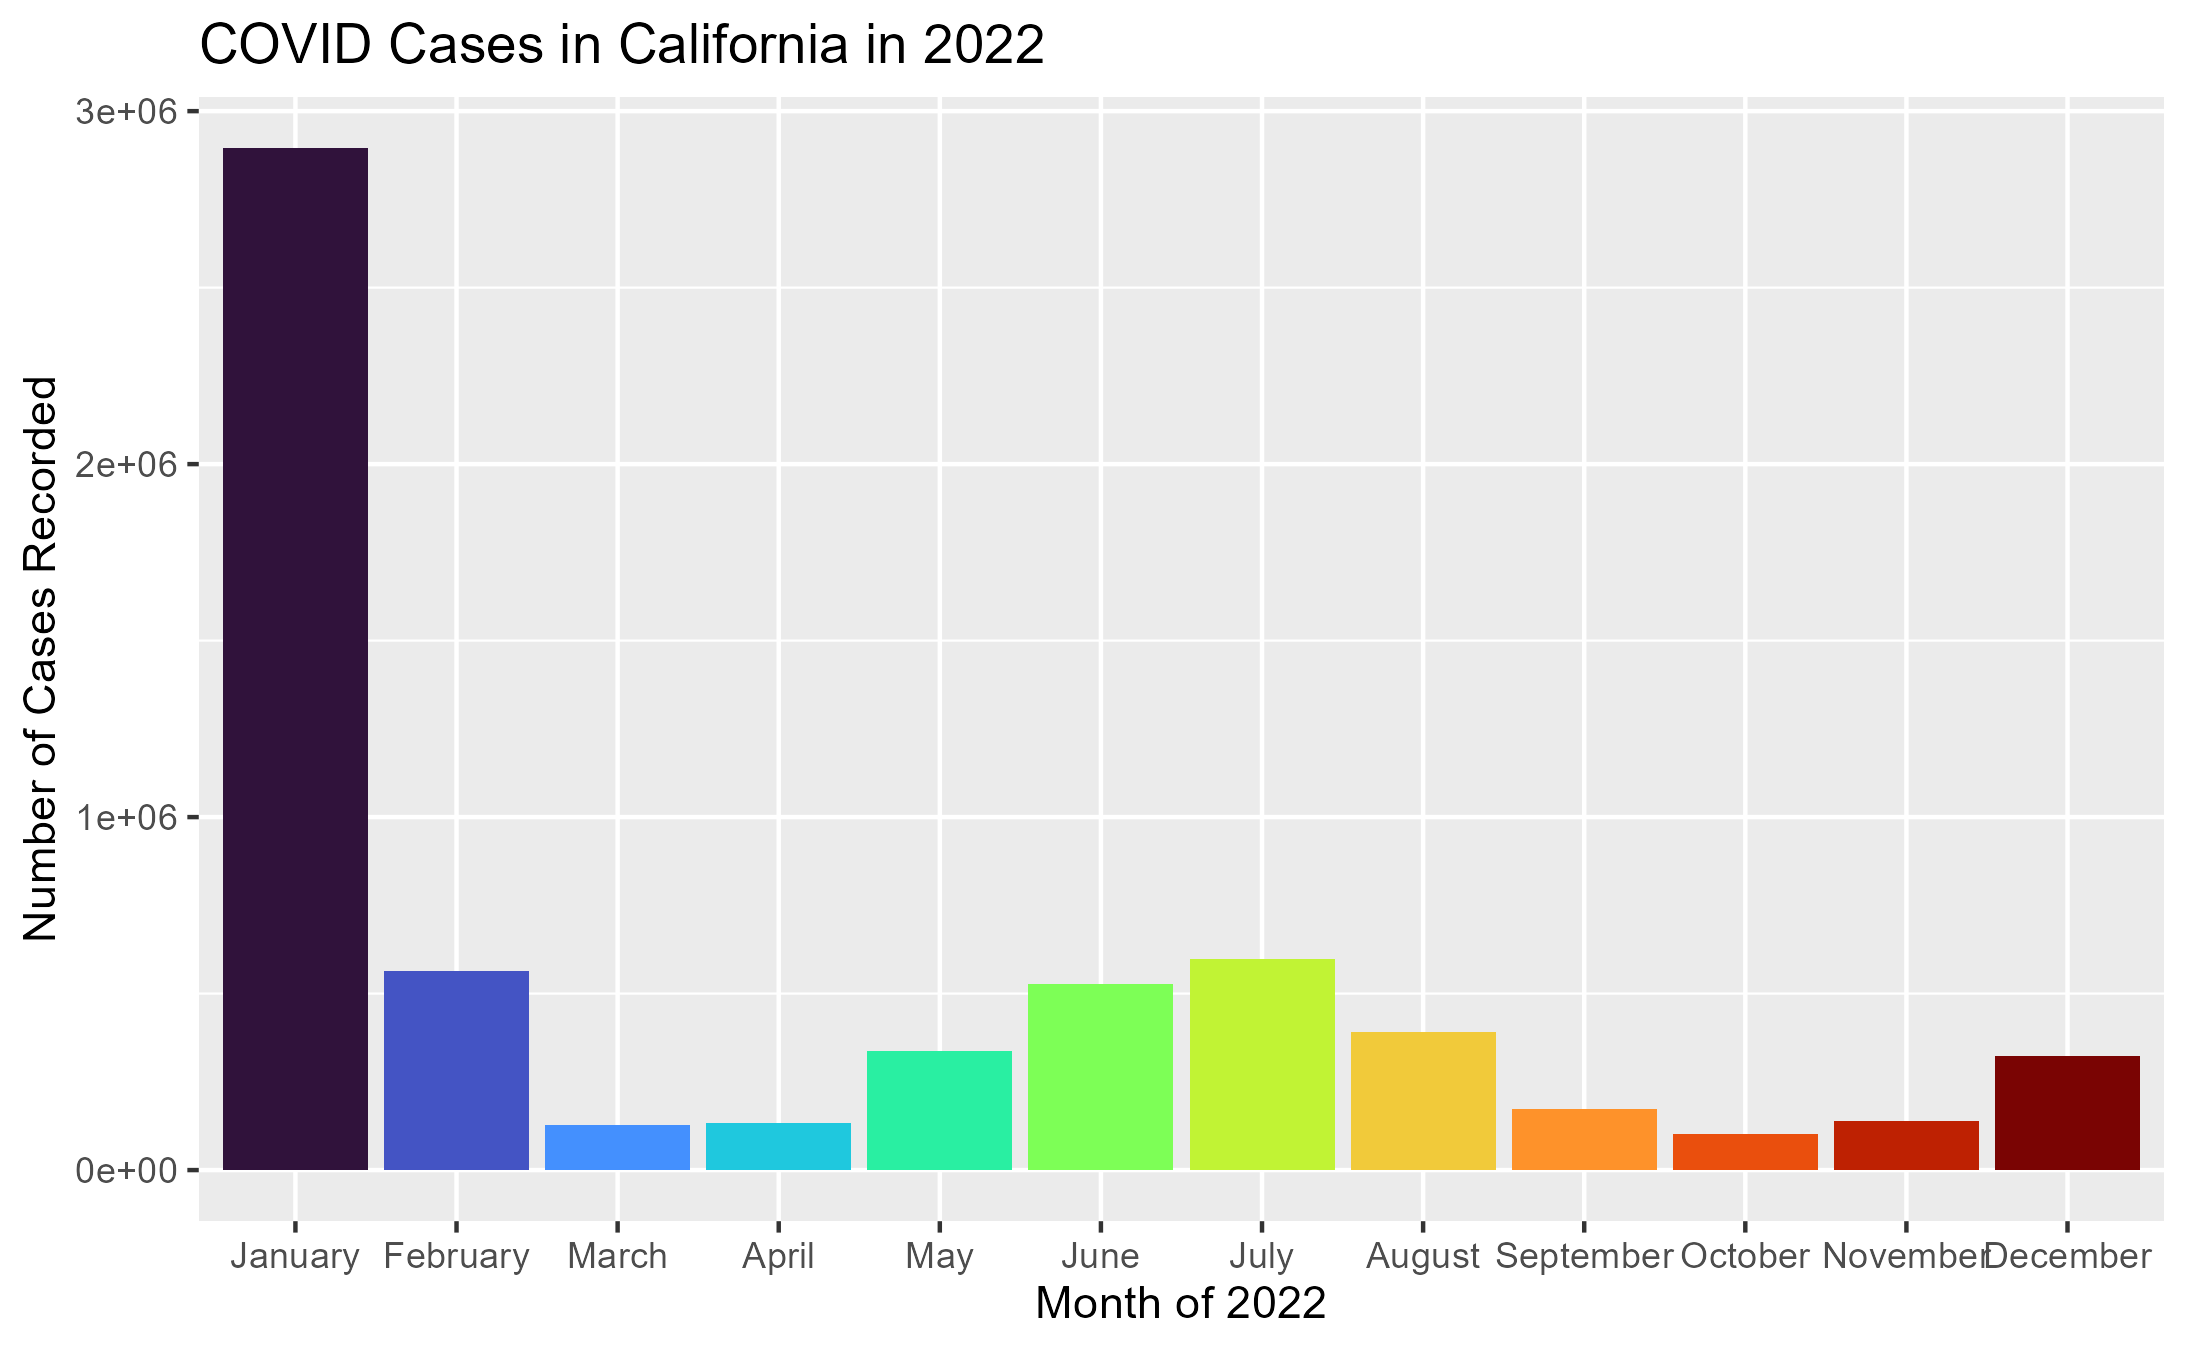 COVID Cases in California in 2022
Number of Cases Recorded
3e+06
2e+06
1e+06
0e+00
January February March April May June July August September October November December
Month of 2022